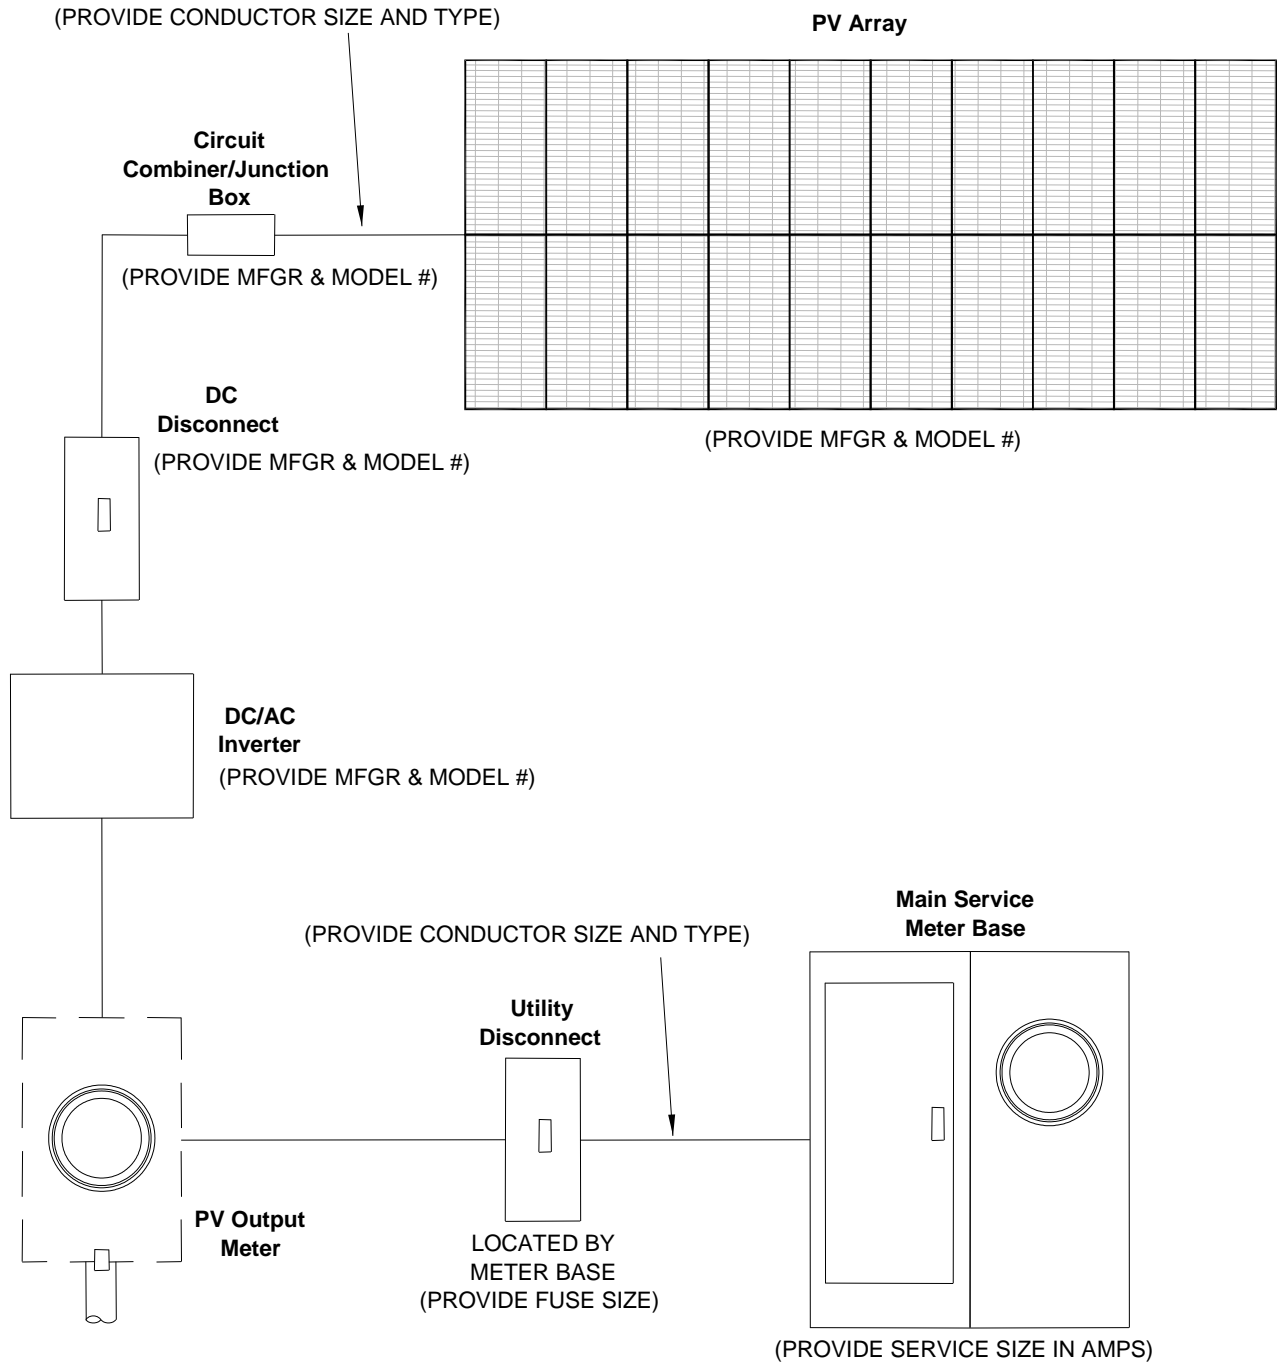 (PROVIDE CONDUCTOR SIZE AND TYPE)
PV Array
Circuit
Combiner/Junction
Box
(PROVIDE MFGR & MODEL #)
DC
Disconnect
(PROVIDE MFGR & MODEL #)
(PROVIDE MFGR & MODEL #)
DC/AC
Inverter
(PROVIDE MFGR & MODEL #)
Main Service
Meter Base
(PROVIDE CONDUCTOR SIZE AND TYPE)
Utility
Disconnect
PV Output
Meter
LOCATED BY
METER BASE
(PROVIDE FUSE SIZE)
(PROVIDE SERVICE SIZE IN AMPS)